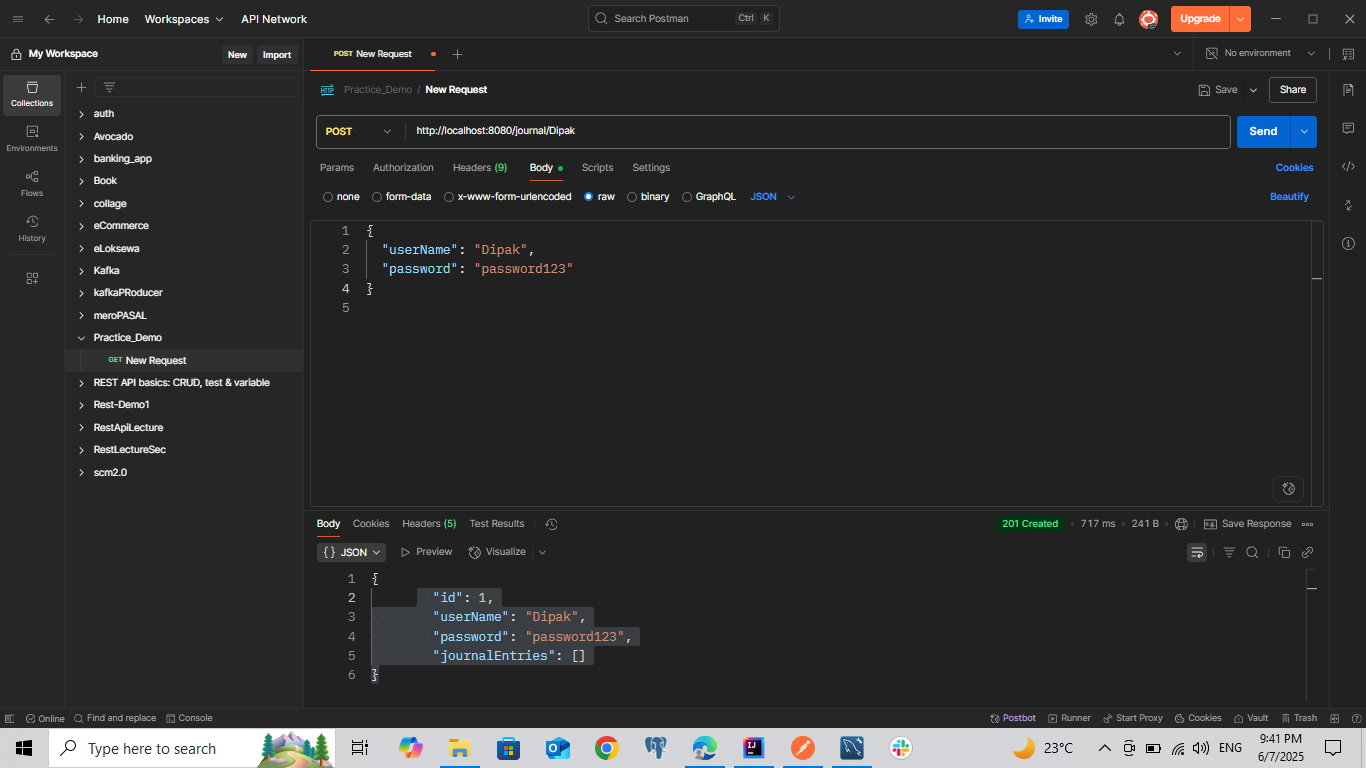 Home
Workspaces
API Network
Search Postman
Ctrl
K
Invite
Upgrade
My Workspace
New
Import
POST New Request
No environment
Collections
Environments
Flows
History
auth
Avocado
banking_app
Book
collage
eCommerce
eLoksewa
Kafka
kafkaPRoducer
meroPASAL
Practice_Demo
GET New Request
REST API basics: CRUD, test & variable
Rest-Demo1
RestApiLecture
RestLectureSec
scm2.0
HTTP Practice_Demo / New Request
Save
Share
POST
http://localhost:8080/journal/Dipak
Send
Params Authorization Headers (9) Body Scripts Settings
Cookies
none form-data x-www-form-urlencoded raw binary GraphQL JSON
Beautify
1 {
2 "userName": "Dipak",
3 "password": "password123"
4 }
5
Body Cookies Headers (5) Test Results
201 Created 717 ms 241 B
Save Response
{} JSON Preview Visualize
1 {
2 "id": 1,
3 "userName": "Dipak",
4 "password": "password123",
5 "journalEntries": []
6 }
Online Find and replace Console
Postbot Runner Start Proxy Cookies Vault Trash
Type here to search
23°C
ENG
9:41 PM
6/7/2025